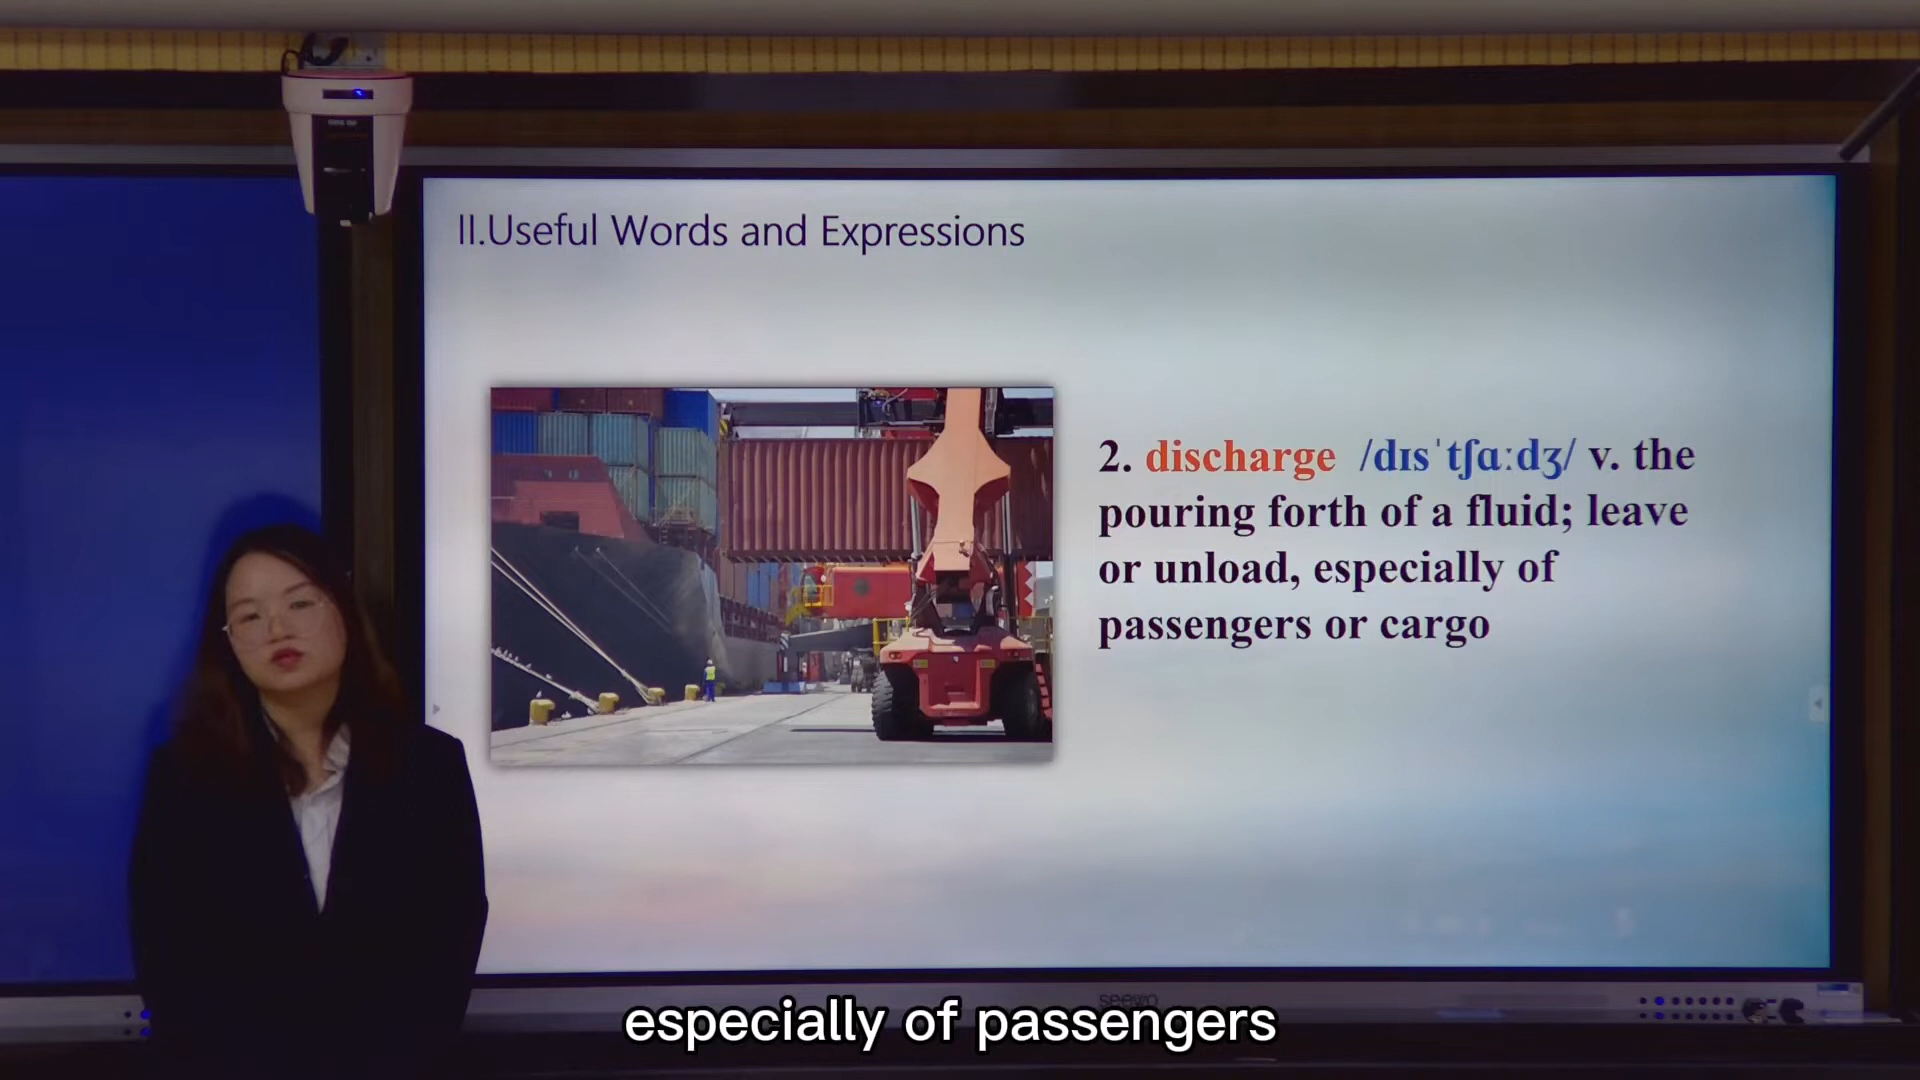 II.Useful Words and Expressions
2. discharge /dɪsˈtʃɑːdʒ/ v. the
pouring forth of a fluid; leave
or unload, especially of
passengers or cargo
seewo
especially of passengers